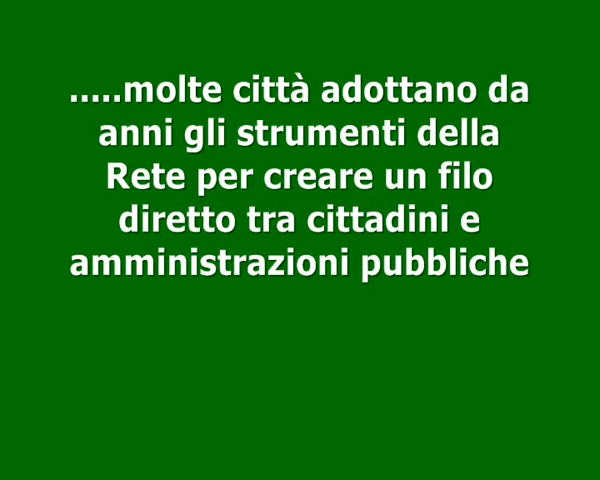 .....molte città adottano da
anni gli strumenti della
Rete per creare un filo
diretto tra cittadini e
amministrazioni pubbliche